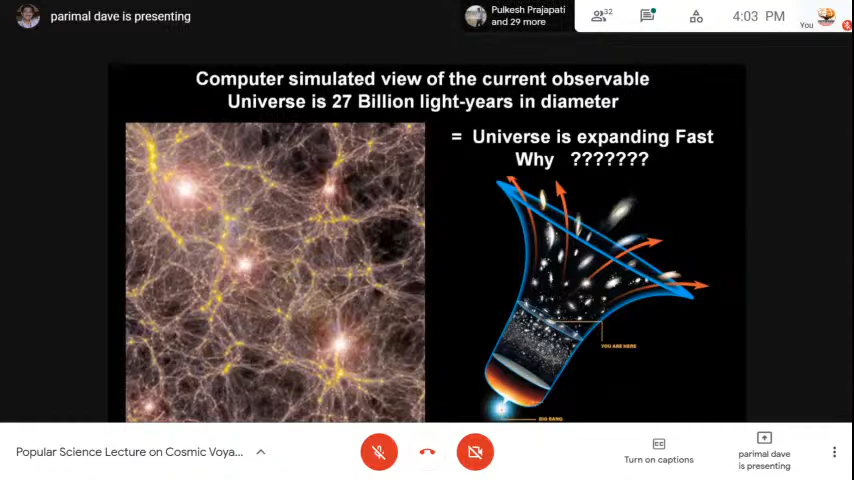 parimal dave is presenting
Pulkesh Prajapati
and 29 more
32
4:03 PM
You
Computer simulated view of the current observable
Universe is 27 Billion light-years in diameter
= Universe is expanding Fast
Why ???????
YOU ARE HERE
BIG BANG
Popular Science Lecture on Cosmic Voya...
CC
Turn on captions
parimal dave
is presenting